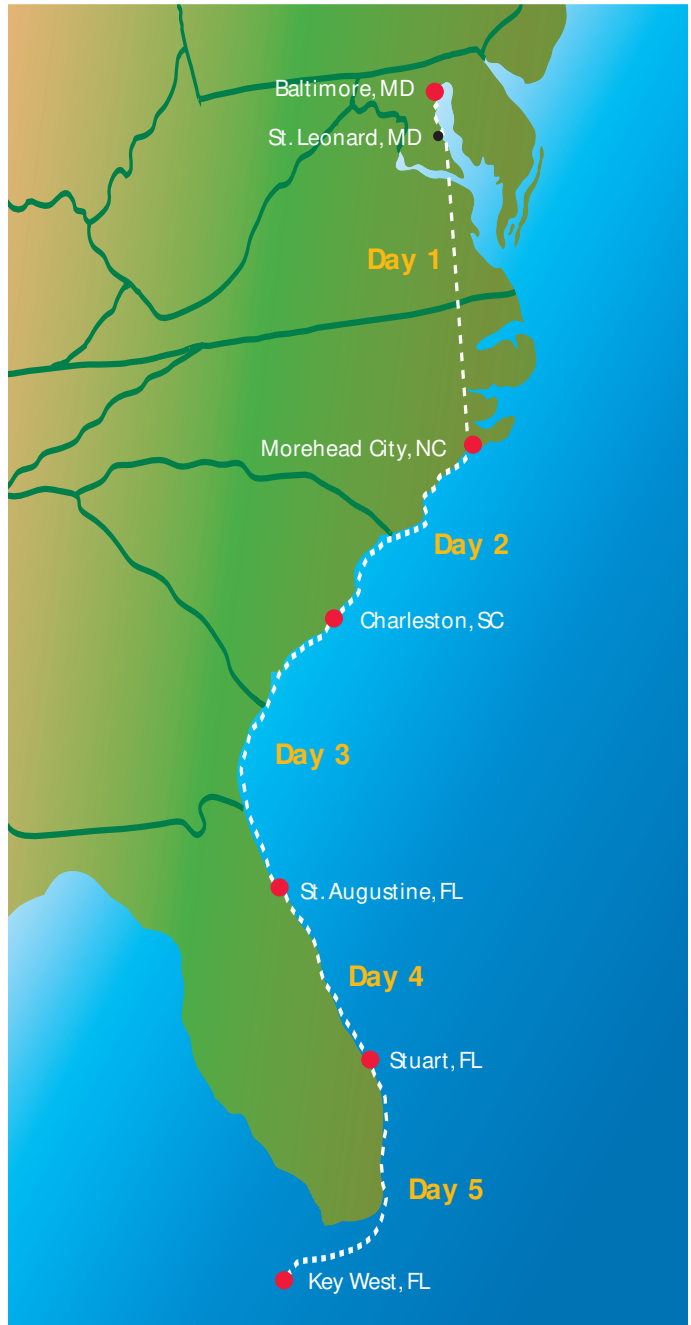 Baltimore, MD
St. Leonard, MD
Day 1
Morehead City, NC
Day 2
Charleston, SC
Day 3
St. Augustine, FL
Day 4
Stuart, FL
Day 5
Key West, FL